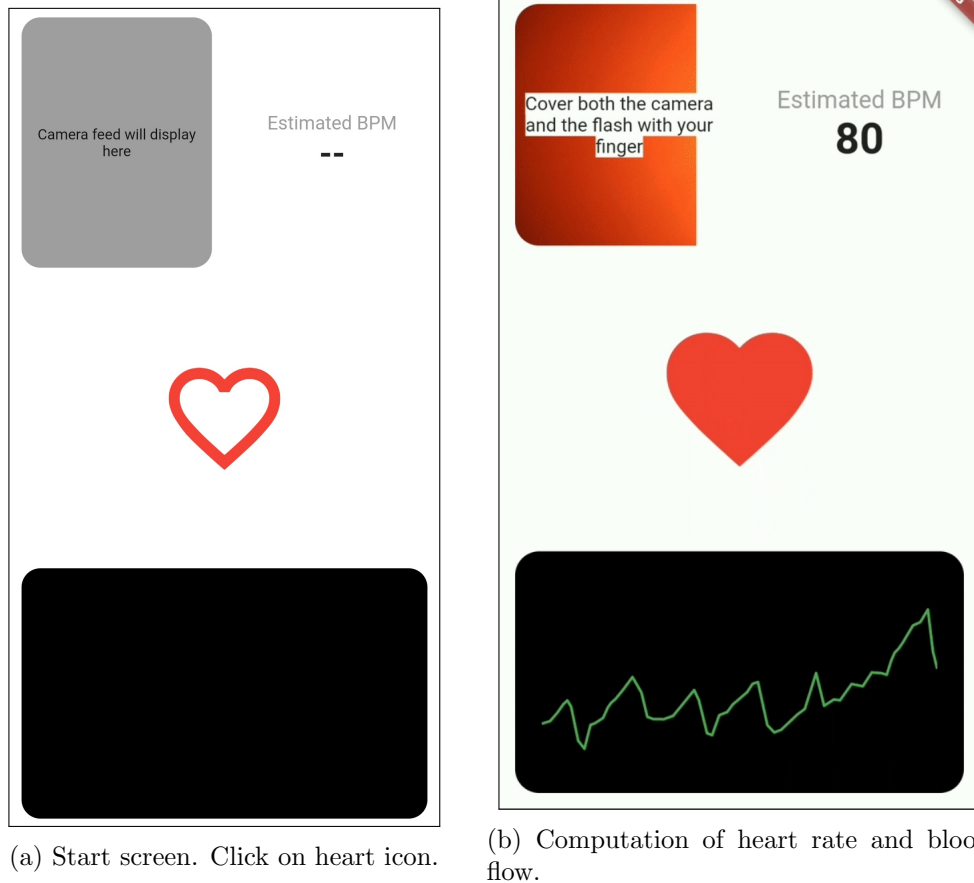 Camera feed will display
here
Estimated BPM
--
(a) Start screen. Click on heart icon.
Cover both the camera
and the flash with your
finger
Estimated BPM
80
(b) Computation of heart rate and
flow.